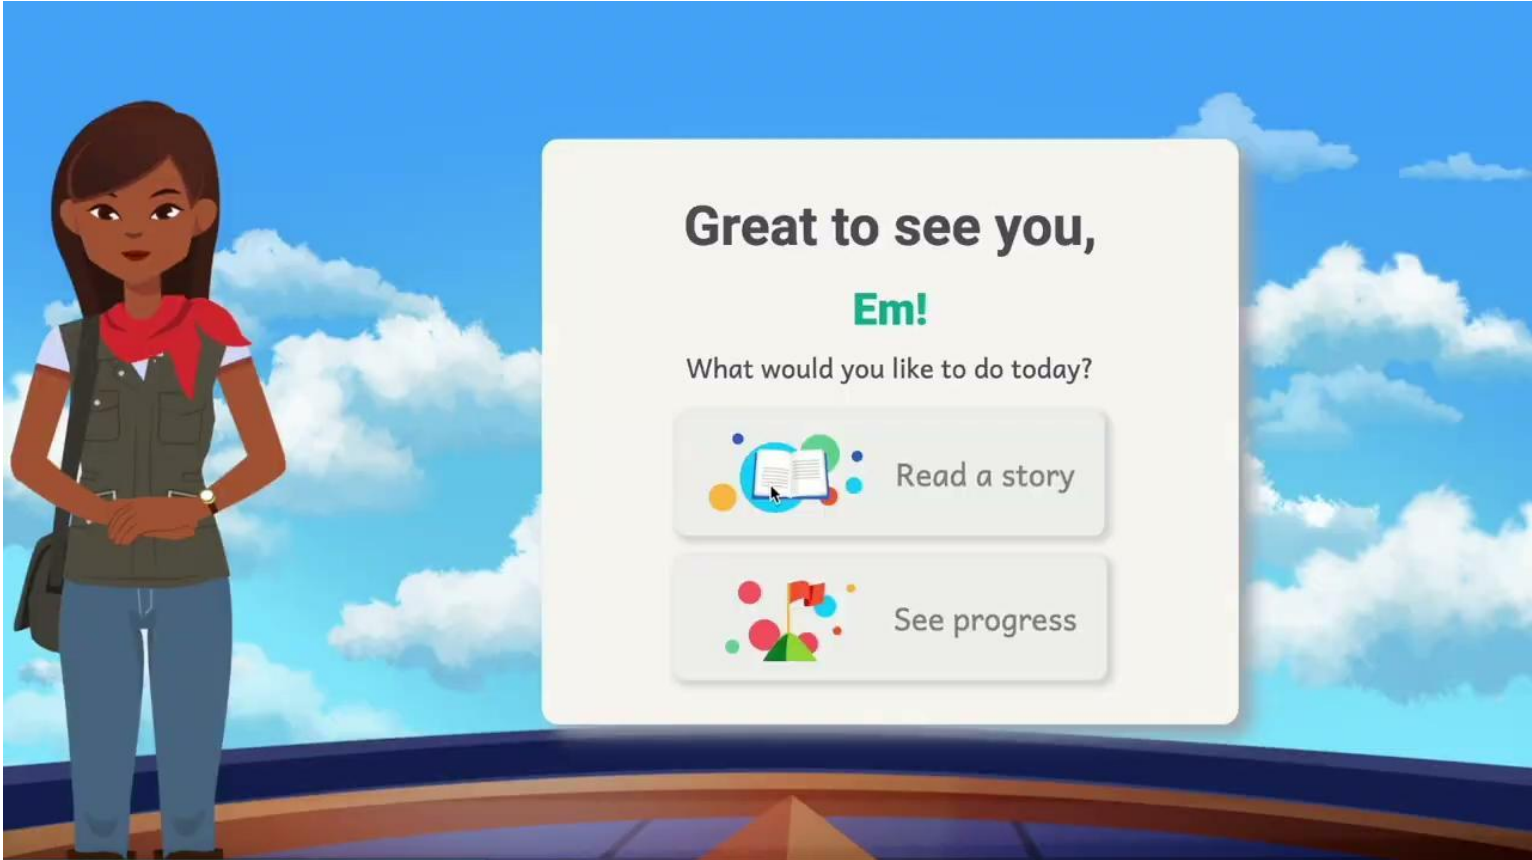 Great to see you,
Em!
What would you like to do today?
Read a story
See progress